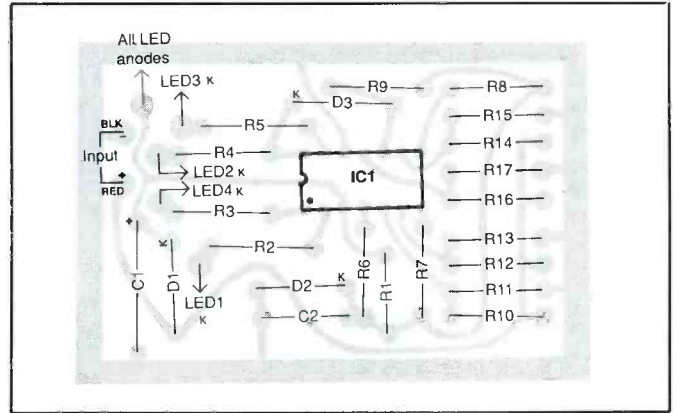 All LED
anodes
LED3 K
K
D3
R9
R8
R15
BLK
R5
R14
Input
R4
LED2 K
IC1
R17
+
RED
LED4 K
R16
R3
+
K
R2
R13
C1
D1
LED1
K
D2
K
R6
R1
R7
R12
R11
C2
R10